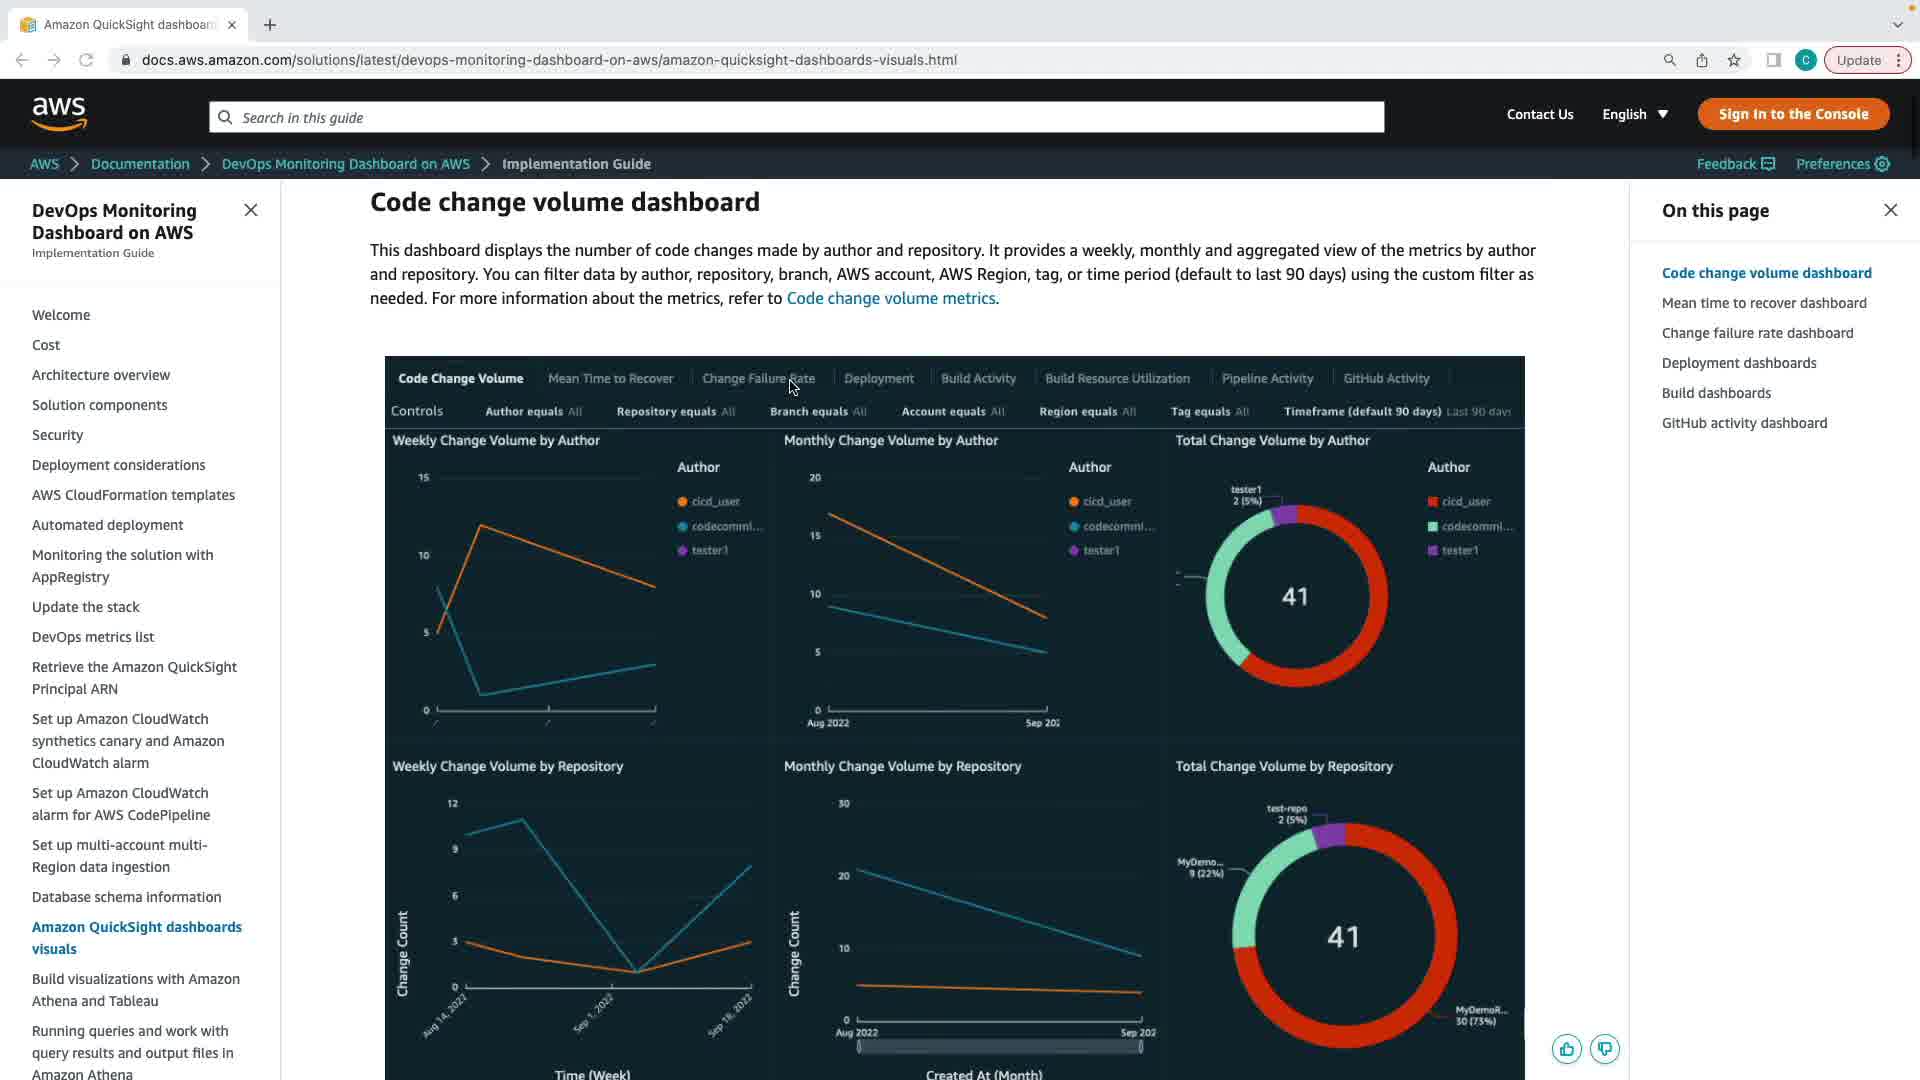 Amazon QuickSight dashboard
docs.aws.amazon.com/solutions/latest/devops-monitoring-dashboard-on-aws/amazon-quicksight-dashboards-visuals.html
C
Update
aws
Search in this guide
Contact Us
English
Sign In to the Console
AWS
Documentation
DevOps Monitoring Dashboard on AWS
Implementation Guide
Feedback
Preferences
DevOps Monitoring
Dashboard on AWS
Implementation Guide
Welcome
Cost
Architecture overview
Solution components
Security
Deployment considerations
AWS CloudFormation templates
Automated deployment
Monitoring the solution with
AppRegistry
Update the stack
DevOps metrics list
Retrieve the Amazon QuickSight
Principal ARN
Set up Amazon CloudWatch
synthetics canary and Amazon
CloudWatch alarm
Set up Amazon CloudWatch
alarm for AWS CodePipeline
Set up multi-account multi-
Region data ingestion
Database schema information
Amazon QuickSight dashboards
visuals
Build visualizations with Amazon
Athena and Tableau
Running queries and work with
query results and output files in
Amazon Athena
Code change volume dashboard
This dashboard displays the number of code changes made by author and repository. It provides a weekly, monthly and aggregated view of the metrics by author
and repository. You can filter data by author, repository, branch, AWS account, AWS Region, tag, or time period (default to last 90 days) using the custom filter as
needed. For more information about the metrics, refer to Code change volume metrics.
Code Change Volume
Mean Time to Recover
Change Failure Rate
Deployment
Build Activity
Build Resource Utilization
Pipeline Activity
GitHub Activity
Controls
Author equals All
Repository equals All
Branch equals All
Account equals All
Region equals All
Tag equals All
Timeframe (default 90 days) Last 90 days
Weekly Change Volume by Author
15
10
5
0
Author
cicd_user
codecommi...
tester1
Monthly Change Volume by Author
20
15
10
5
0
Aug 2022
Sep 202
Author
cicd_user
codecommi...
tester1
Total Change Volume by Author
tester1
2 (5%)
41
Author
cicd_user
codecommi...
tester1
Weekly Change Volume by Repository
12
9
6
3
0
Change Count
Aug 14, 2022
Sep 1, 2022
Sep 18, 2022
Time (Week)
Monthly Change Volume by Repository
30
20
10
0
Change Count
Aug 2022
Sep 202
Created At (Month)
Total Change Volume by Repository
test-repo
2 (5%)
MyDemo...
9 (22%)
41
MyDemoR...
30 (73%)
On this page
Code change volume dashboard
Mean time to recover dashboard
Change failure rate dashboard
Deployment dashboards
Build dashboards
GitHub activity dashboard